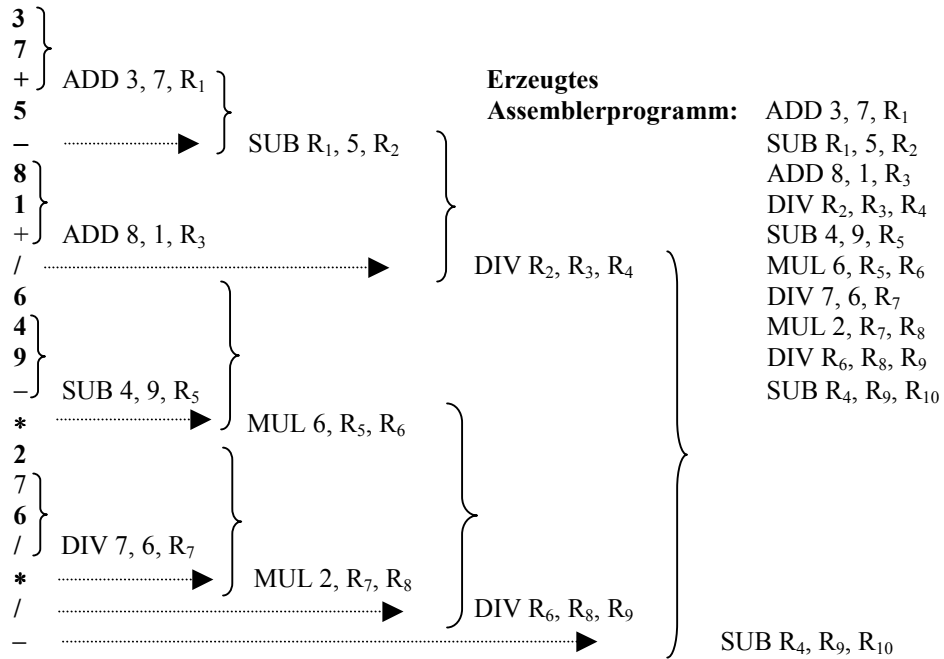 3
7
+ ADD 3, 7, R₁
5
– SUB R₁, 5, R₂
8
1
+ ADD 8, 1, R₃
/ DIV R₂, R₃, R₄
6
4
9
– SUB 4, 9, R₅
* MUL 6, R₅, R₆
2
7
6
/ DIV 7, 6, R₇
* MUL 2, R₇, R₈
/ DIV R₆, R₈, R₉
– SUB R₄, R₉, R₁₀
Erzeugtes
Assemblerprogramm: ADD 3, 7, R₁
SUB R₁, 5, R₂
ADD 8, 1, R₃
DIV R₂, R₃, R₄
SUB 4, 9, R₅
MUL 6, R₅, R₆
DIV 7, 6, R₇
MUL 2, R₇, R₈
DIV R₆, R₈, R₉
SUB R₄, R₉, R₁₀